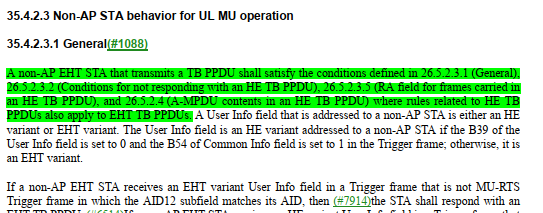 35.4.2.3 Non-AP STA behavior for UL MU operation
35.4.2.3.1 General(#1088)
A non-AP EHT STA that transmits a TB PPDU shall satisfy the conditions defined in 26.5.2.3.1 (General),
26.5.2.3.2 (Conditions for not responding with an HE TB PPDU), 26.5.2.3.5 (RA field for frames carried in
an HE TB PPDU), and 26.5.2.4 (A-MPDU contents in an HE TB PPDU) where rules related to HE TB
PPDUs also apply to EHT TB PPDUs. A User Info field that is addressed to a non-AP STA is either an HE
variant or EHT variant. The User Info field is an HE variant addressed to a non-AP STA if the B39 of the
User Info field is set to 0 and the B54 of Common Info field is set to 1 in the Trigger frame; otherwise, it is
an EHT variant.
If a non-AP EHT STA receives an EHT variant User Info field in a Trigger frame that is not MU-RTS
Trigger frame in which the AID12 subfield matches its AID, then (#7914)the STA shall respond with an